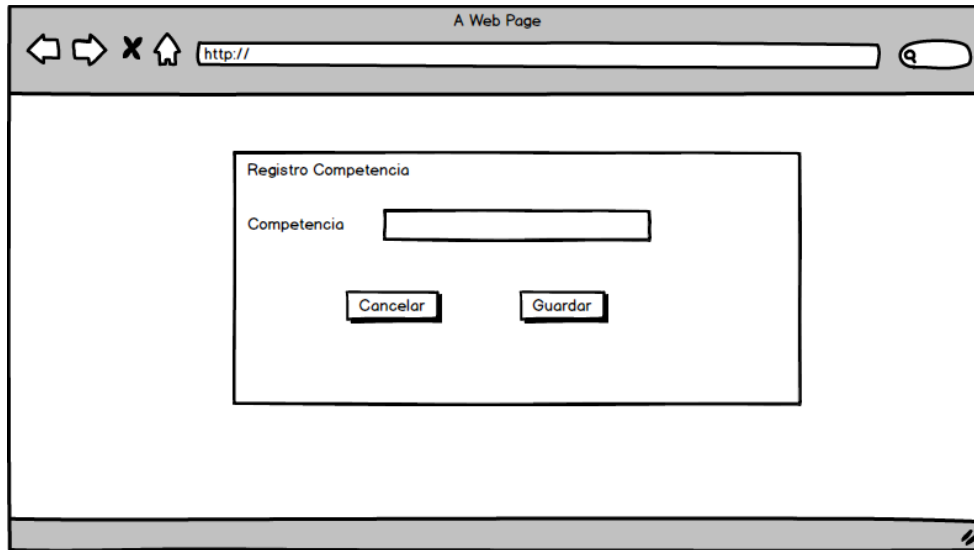 A Web Page
http://
Registro Competencia
Competencia
Cancelar Guardar